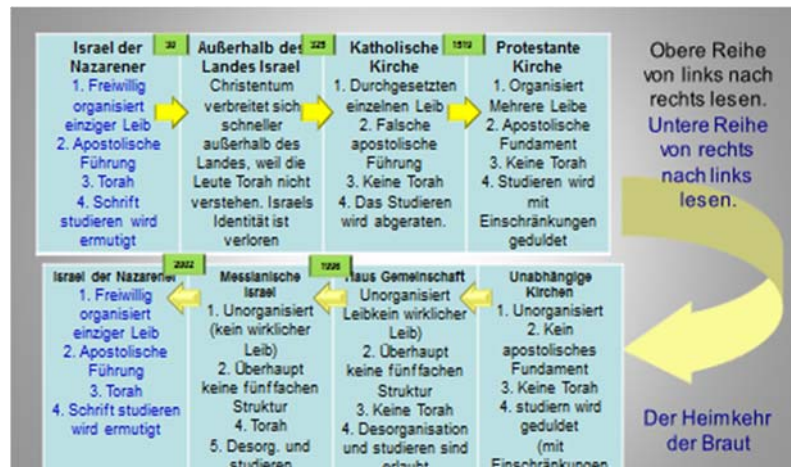 Israel der Nazarener
1. Freiwillig
organisiert
einziger Leib
2. Apostolische
Führung
3. Torah
4. Schrift
studieren wird
ermutigt
30
Außerhalb des
Landes Israel
Christentum
verbreitet sich
schneller
außerhalb des
Landes, weil die
Leute Torah nicht
verstehen. Israels
Identität ist
verloren
325
Katholische
Kirche
1. Durchgesetzten
einzelnen Leib
2. Falsche
apostolische
Führung
3. Keine Torah
4. Das Studieren
wird abgeraten.
Protestante
Kirche
1. Organisiert
Mehrere Leibe
2. Apostolische
Fundament
3. Keine Torah
4. Studieren wird
mit
Einschränkungen
geduldet
Obere Reihe
von links nach
rechts lesen.
Untere Reihe
von rechts
nach links
lesen.
Unabhängige
Kirchen
1. Unorganisiert
2. Kein
apostolisches
Fundament
3. Keine Torah
4. studiern wird
geduldet
(mit
Einschränkungen
Haus Gemeinschaft
Unorganisiert
Leibkein wirklicher
Leib)
2. Überhaupt
keine fünffachen
Struktur
3. Keine Torah
4. Desorganisation
und studieren sind
erlaubt
1996
Messianische
Israel
1. Unorganisiert
(kein wirklicher
Leib)
2. Überhaupt
keine fünffachen
Struktur
4. Torah
5. Desorg. und
studieren
2002
Israel der Nazarener
1. Freiwillig
organisiert
einziger Leib
2. Apostolische
Führung
3. Torah
4. Schrift studieren
wird ermutigt
Der Heimkehr
der Braut